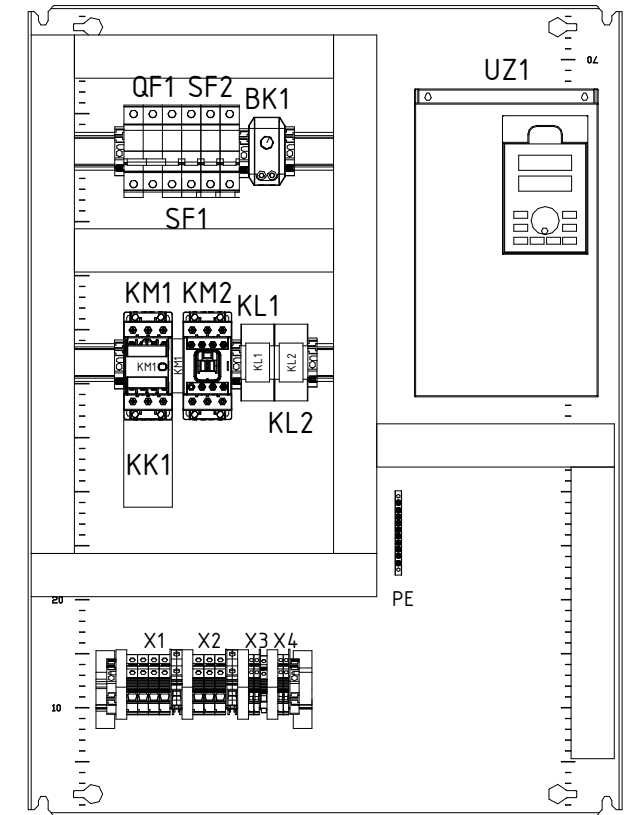 70
UZ1
QF1 SF2 BK1
SF1
KM1 KM2 KL1
KM1 KM1 KL1 KL2
KL2
KK1
PE
20
X1 X2 X3 X4
10